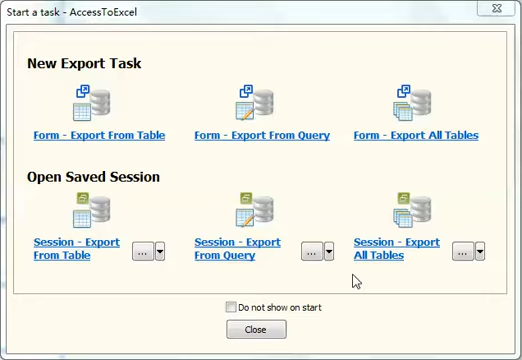 Start a task - AccessToExcel
New Export Task
Form - Export From Table
Form - Export From Query
Form - Export All Tables
Open Saved Session
Session - Export
From Table
...
Session - Export
From Query
...
Session - Export
All Tables
...
Do not show on start
Close